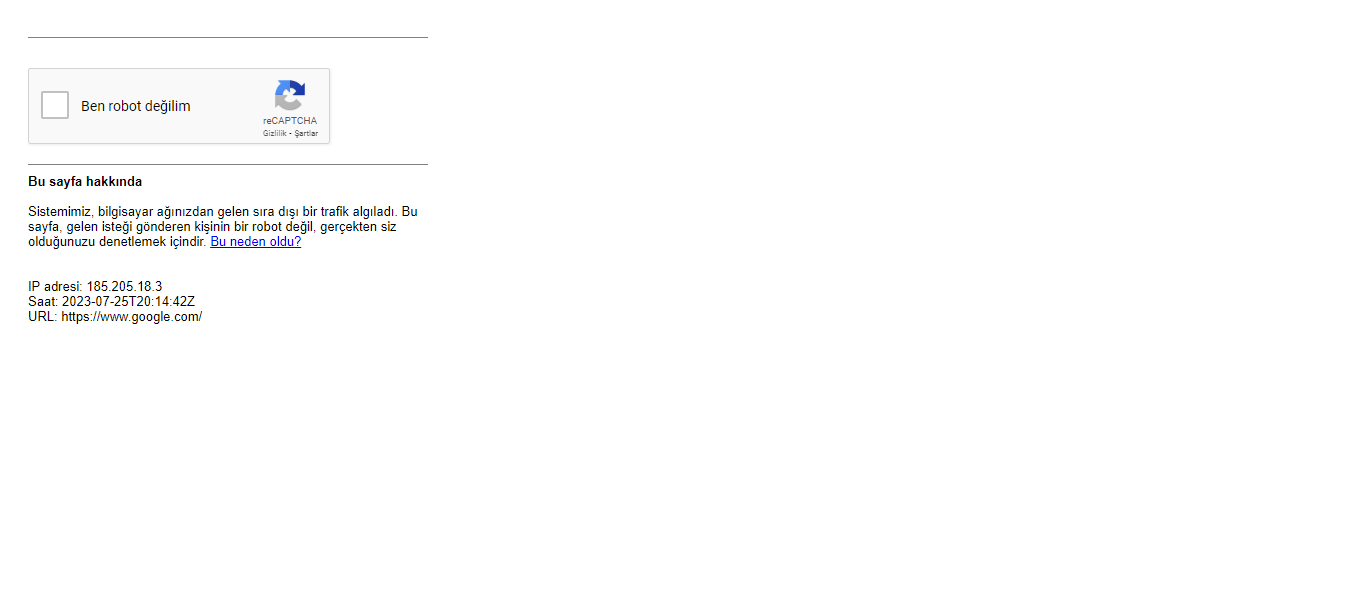 Ben robot değilim
reCAPTCHA
Gizlilik - Şartlar
Bu sayfa hakkında
Sistemimiz, bilgisayar ağınızdan gelen sıra dışı bir trafik algıladı. Bu
sayfa, gelen isteği gönderen kişinin bir robot değil, gerçekten siz
olduğunuzu denetlemek içindir. Bu neden oldu?
IP adresi: 185.205.18.3
Saat: 2023-07-25T20:14:42Z
URL: https://www.google.com/